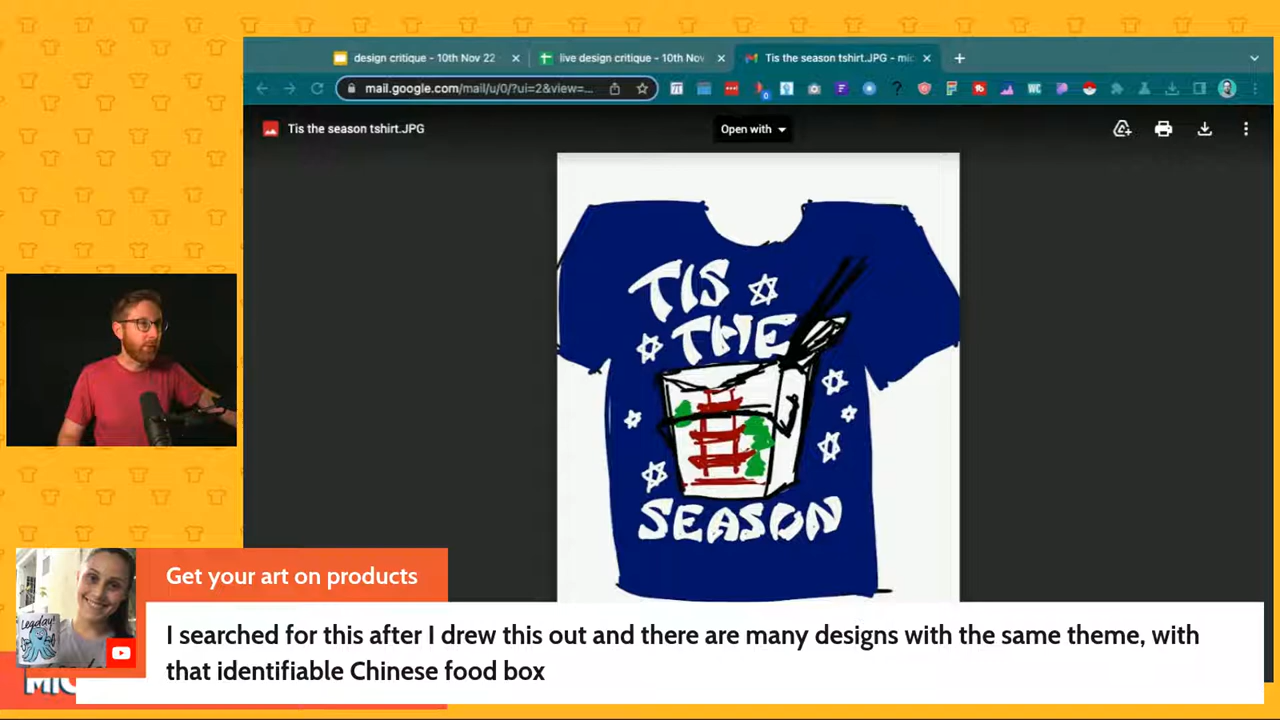 design critique - 10th Nov 22
live design critique - 10th Nov
Tis the season tshirt.JPG - mic
mail.google.com/mail/u/0/?ui=2&view=...
Tis the season tshirt.JPG
Open with
TIS
THE
SEASON
Legday!
Get your art on products
I searched for this after I drew this out and there are many designs with the same theme, with
that identifiable Chinese food box